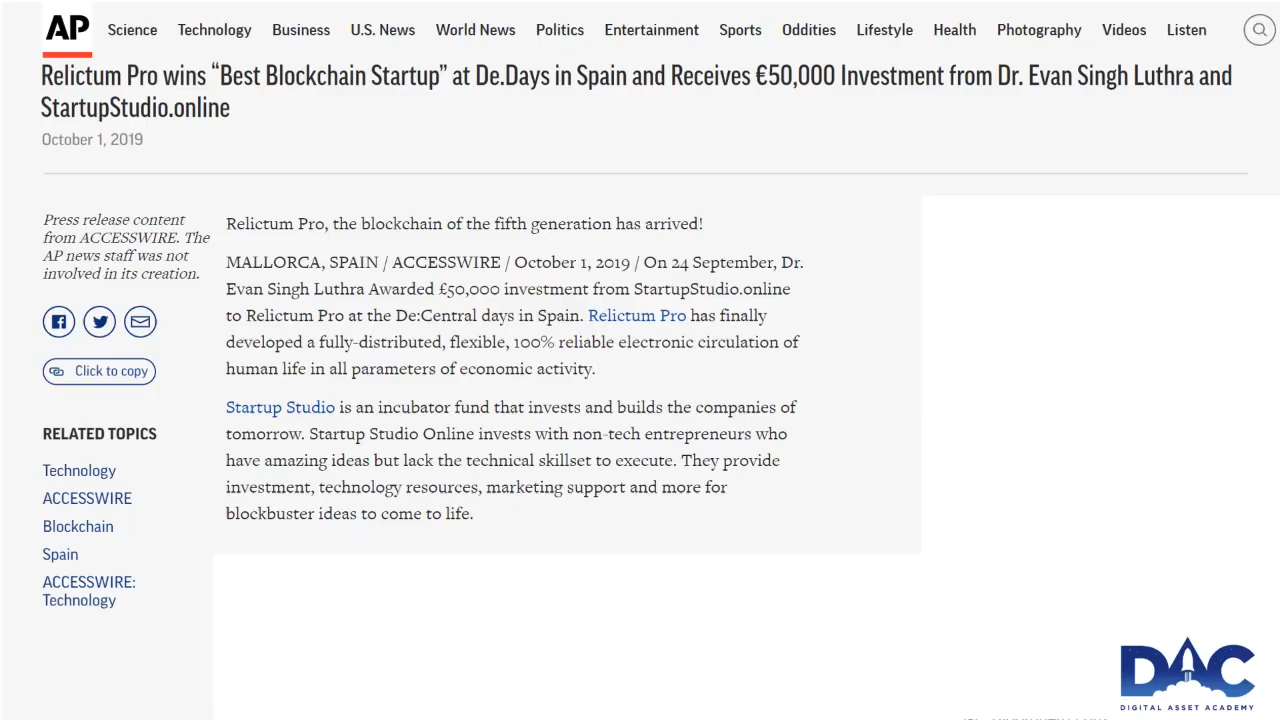 AP Science Technology Business U.S. News World News Politics Entertainment Sports Oddities Lifestyle Health Photography Videos Listen
Relictum Pro wins “Best Blockchain Startup” at De.Days in Spain and Receives €50,000 Investment from Dr. Evan Singh Luthra and
StartupStudio.online
October 1, 2019
Press release content
from ACCESSWIRE. The
AP news staff was not
involved in its creation.
Click to copy
RELATED TOPICS
Technology
ACCESSWIRE
Blockchain
Spain
ACCESSWIRE:
Technology
Relictum Pro, the blockchain of the fifth generation has arrived!
MALLORCA, SPAIN / ACCESSWIRE / October 1, 2019 / On 24 September, Dr.
Evan Singh Luthra Awarded £50,000 investment from StartupStudio.online
to Relictum Pro at the De:Central days in Spain. Relictum Pro has finally
developed a fully-distributed, flexible, 100% reliable electronic circulation of
human life in all parameters of economic activity.
Startup Studio is an incubator fund that invests and builds the companies of
tomorrow. Startup Studio Online invests with non-tech entrepreneurs who
have amazing ideas but lack the technical skillset to execute. They provide
investment, technology resources, marketing support and more for
blockbuster ideas to come to life.
DAC
DIGITAL ASSET ACADEMY